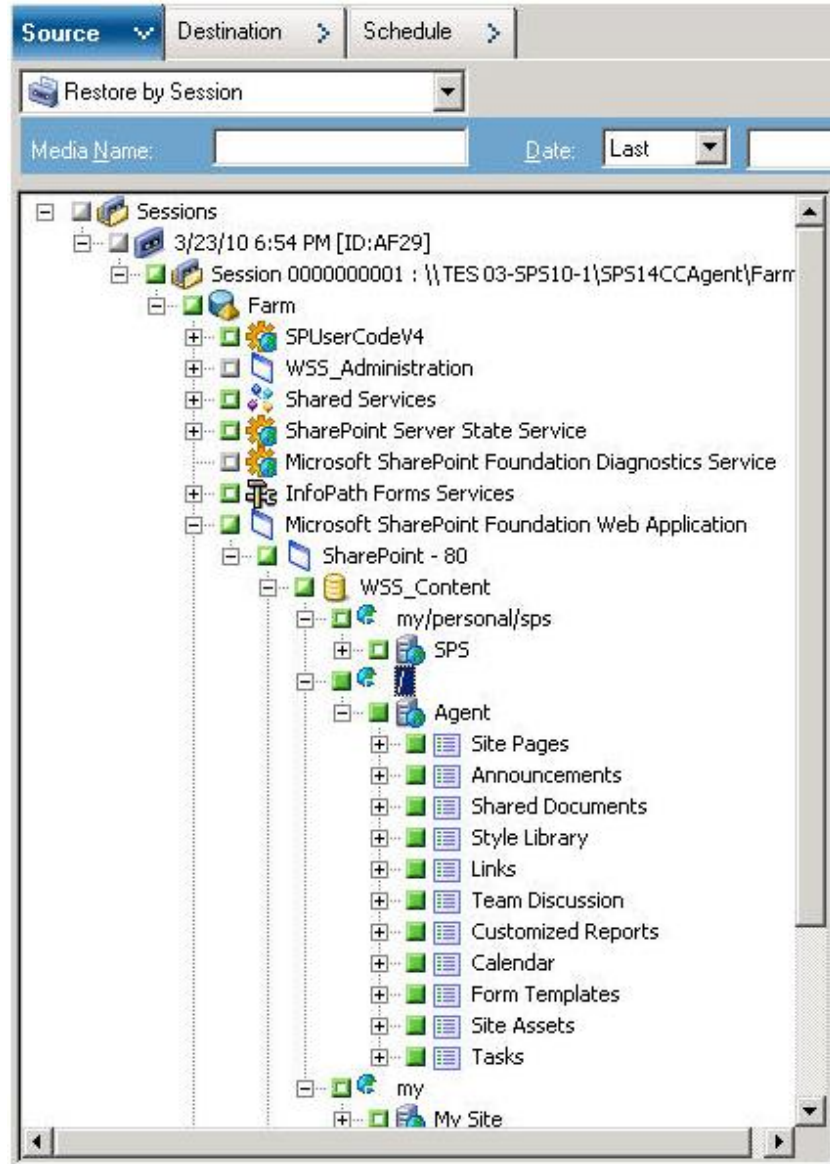 Source Destination Schedule
Restore by Session
Media Name: Date: Last
Sessions
3/23/10 6:54 PM [ID:AF29]
Session 0000000001 : \\TES 03-SPS10-1\SPS14CCAgent\Farm
Farm
SPUserCodeV4
WSS_Administration
Shared Services
SharePoint Server State Service
Microsoft SharePoint Foundation Diagnostics Service
InfoPath Forms Services
Microsoft SharePoint Foundation Web Application
SharePoint - 80
WSS_Content
my/personal/sps
SPS
/
Agent
Site Pages
Announcements
Shared Documents
Style Library
Links
Team Discussion
Customized Reports
Calendar
Form Templates
Site Assets
Tasks
my
My Site